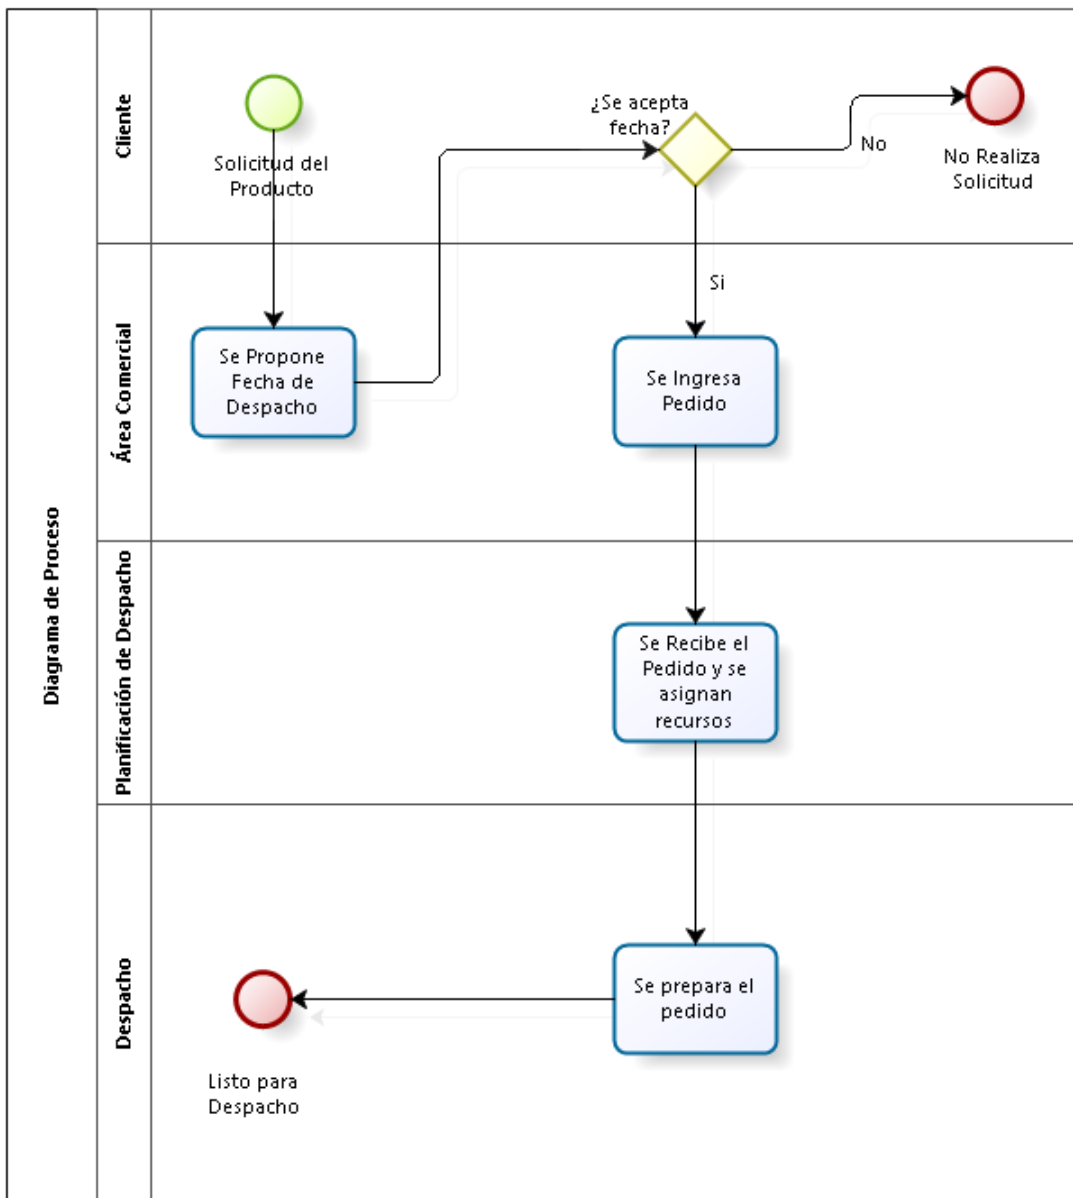 Diagrama de Proceso
Cliente
Solicitud del
Producto
¿Se acepta
fecha?
No
No Realiza
Solicitud
Si
Área Comercial
Se Propone
Fecha de
Despacho
Se Ingresa
Pedido
Planificación de Despacho
Se Recibe el
Pedido y se
asignan
recursos
Despacho
Se prepara el
pedido
Listo para
Despacho